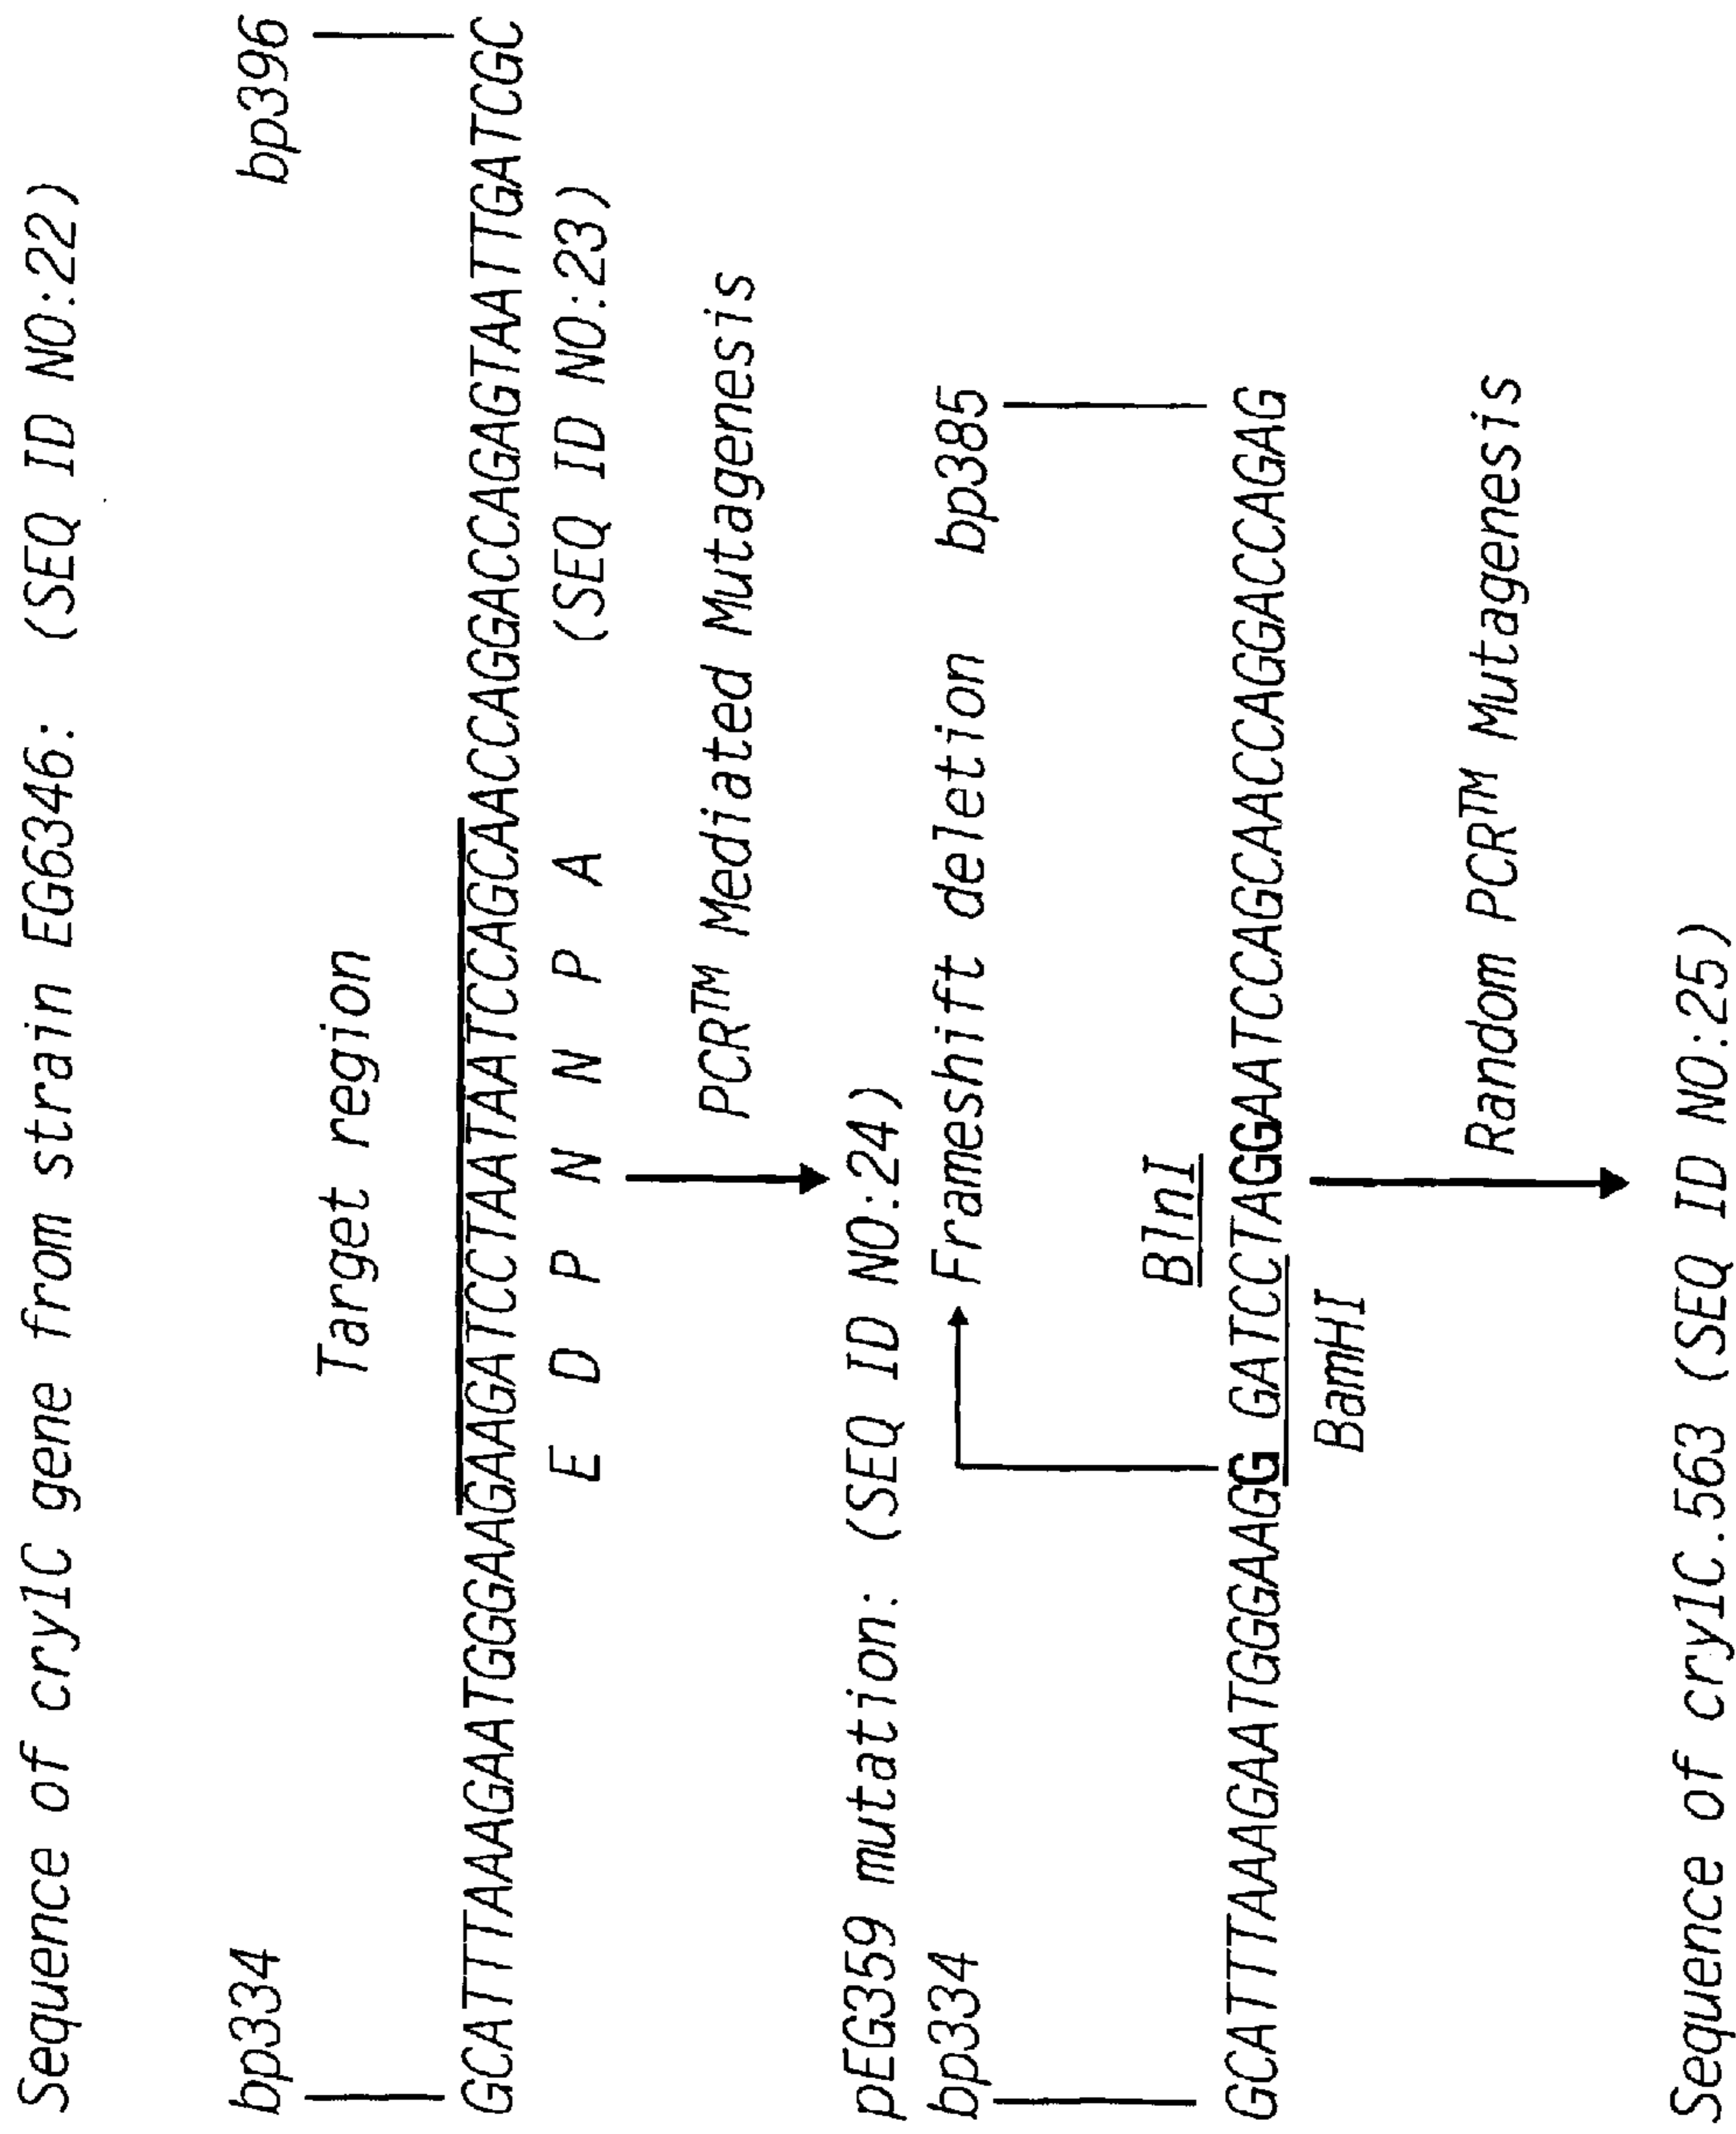 Sequence of cry1C gene from strain EG6346: (SEQ ID NO:22)
bp334 bp396
Target region
GCATTTAAAGAATGGGAAGAAGATCCTAATAATCCAGCAACCAGGACCAGAGTAATTGATCGC
E D P N N P A (SEQ ID NO:23)
PCR™ Mediated Mutagenesis
pEG359 mutation: (SEQ ID NO:24)
bp334 Frameshift deletion bp385
BlnI
GCATTTAAAGAATGGGAAGG GATCCTAGGAATCCAGCAACCAGGACCAGAG
BamHI
Random PCR™ Mutagenesis
Sequence of cry1C.563 (SEQ ID NO:25)